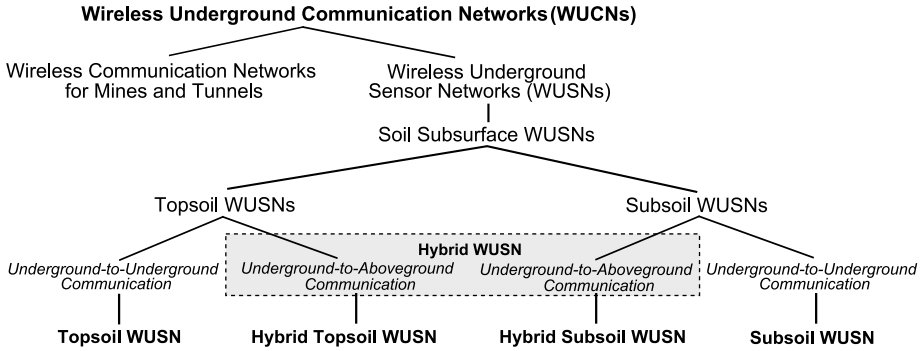 Wireless Underground Communication Networks (WUCNs)
Wireless Communication Networks
for Mines and Tunnels
Wireless Underground
Sensor Networks (WUSNs)
Soil Subsurface WUSNs
Topsoil WUSNs
Subsoil WUSNs
Hybrid WUSN
Underground-to-Underground
Communication
Underground-to-Aboveground
Communication
Underground-to-Aboveground
Communication
Underground-to-Underground
Communication
Topsoil WUSN
Hybrid Topsoil WUSN
Hybrid Subsoil WUSN
Subsoil WUSN